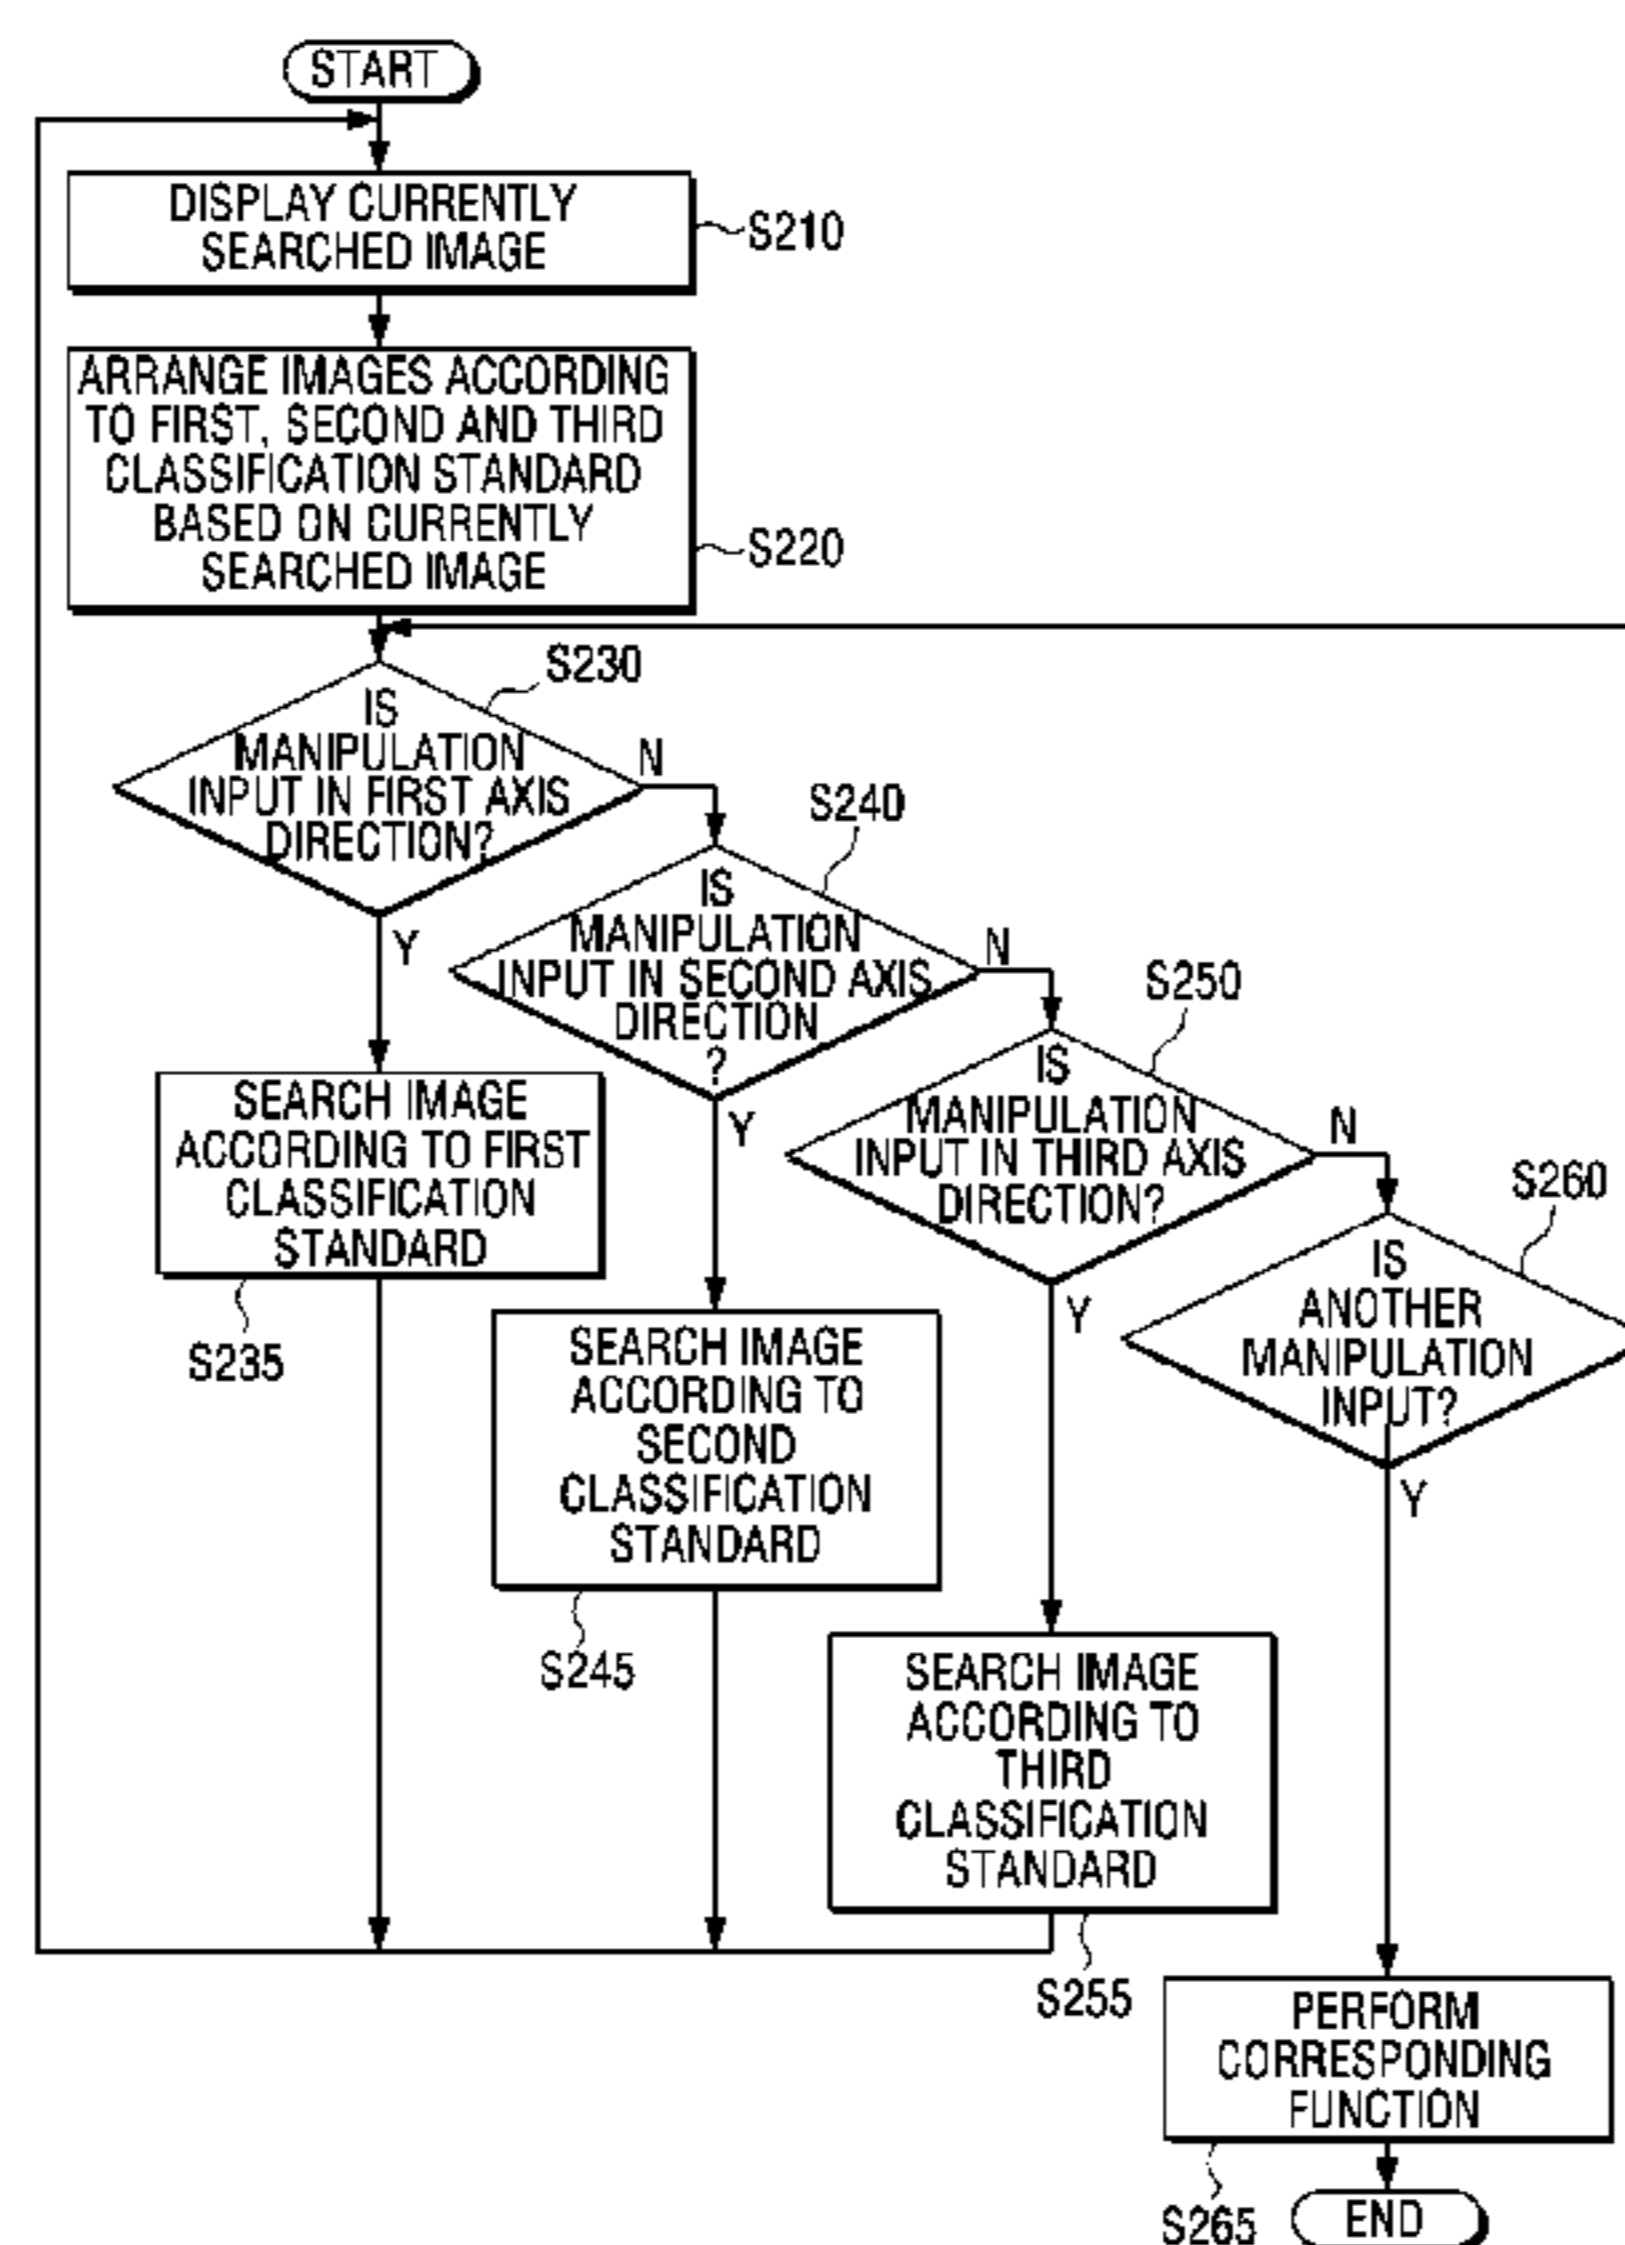 START
DISPLAY CURRENTLY
SEARCHED IMAGE
S210
ARRANGE IMAGES ACCORDING
TO FIRST, SECOND AND THIRD
CLASSIFICATION STANDARD
BASED ON CURRENTLY
SEARCHED IMAGE
S220
S230
IS
MANIPULATION
INPUT IN FIRST AXIS
DIRECTION?
N
Y
S240
IS
MANIPULATION
INPUT IN SECOND AXIS
DIRECTION
?
N
Y
S250
IS
MANIPULATION
INPUT IN THIRD AXIS
DIRECTION?
N
Y
S260
IS
ANOTHER
MANIPULATION
INPUT?
Y
SEARCH IMAGE
ACCORDING TO FIRST
CLASSIFICATION
STANDARD
S235
SEARCH IMAGE
ACCORDING TO
SECOND
CLASSIFICATION
STANDARD
S245
SEARCH IMAGE
ACCORDING TO
THIRD
CLASSIFICATION
STANDARD
S255
PERFORM
CORRESPONDING
FUNCTION
S265
END